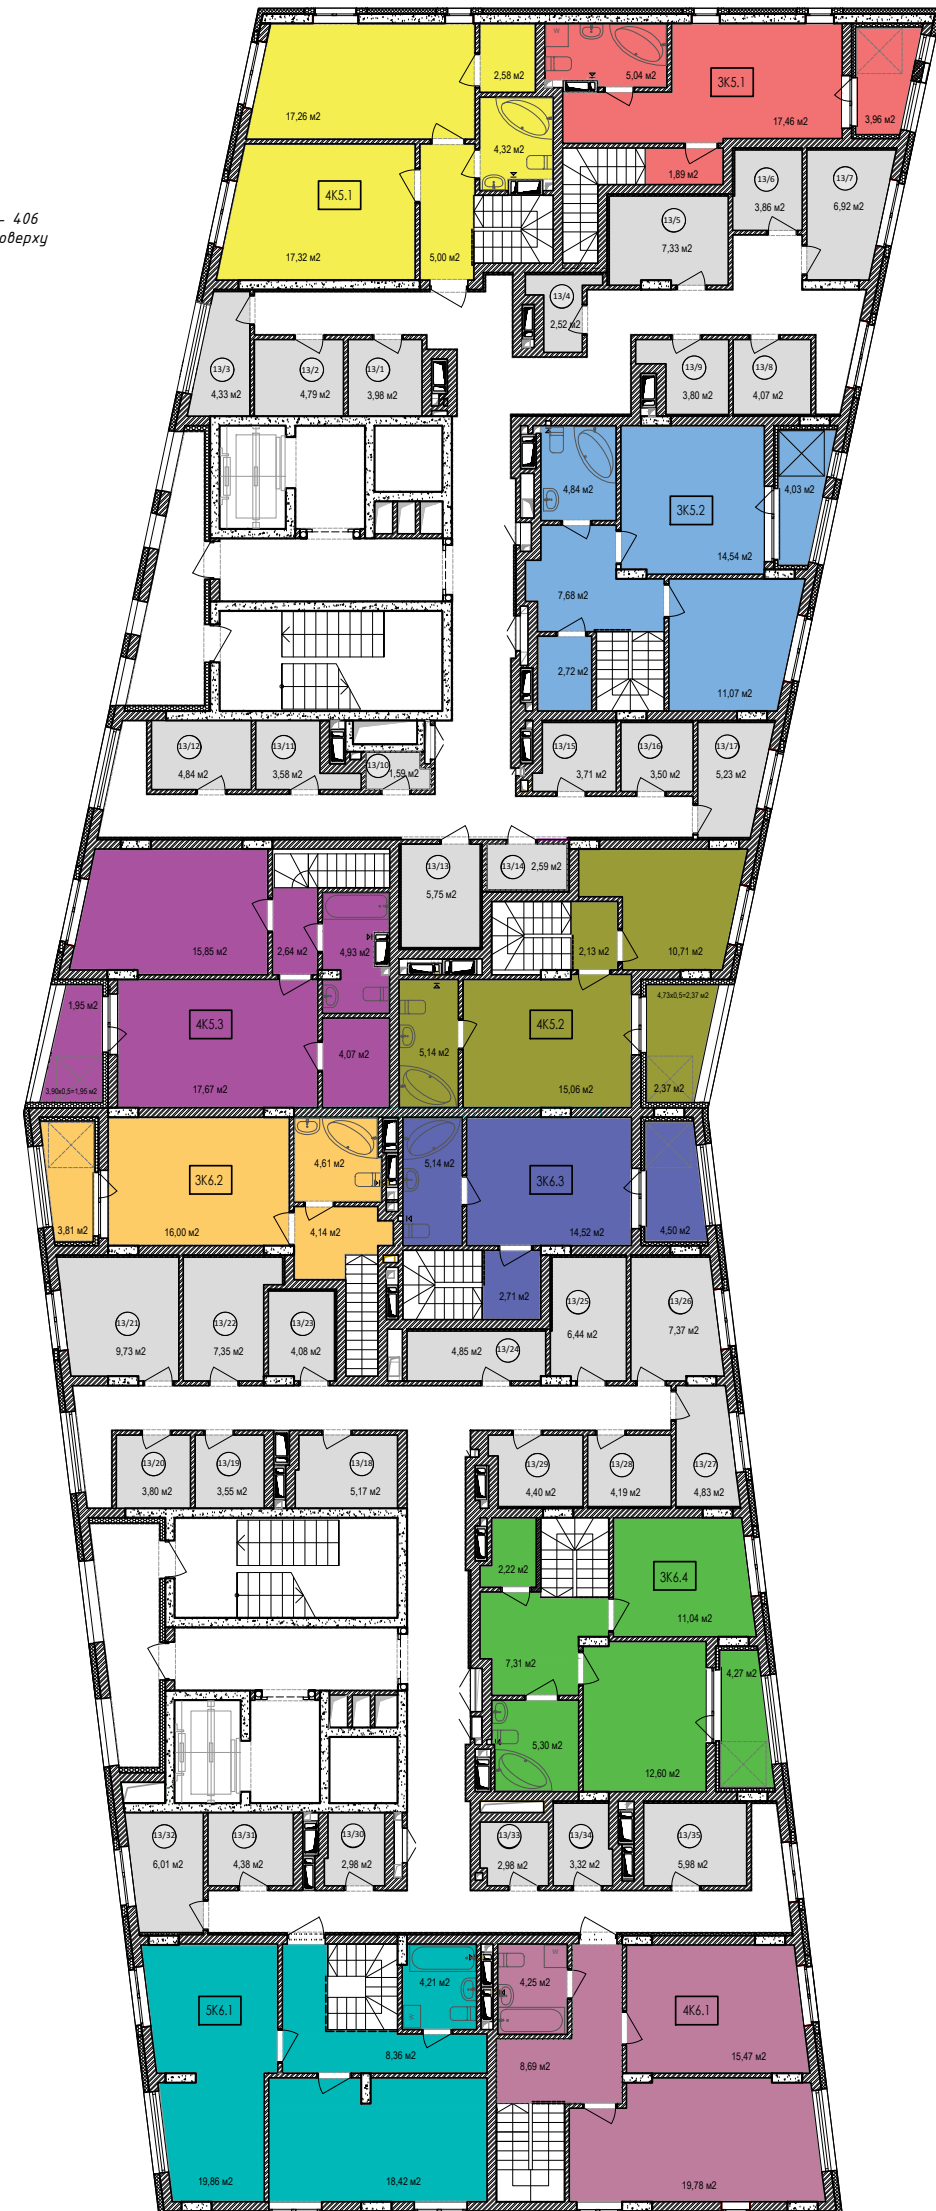 - 406
оверху
17,26 м2
2,58 м2
5,04 м2
3К5.1
17,46 м2
3,96 м2
4К5.1
4,32 м2
1,89 м2
17,32 м2
5,00 м2
13/5
7,33 м2
13/6
3,86 м2
13/7
6,92 м2
13/4
2,52 м2
13/3
4,33 м2
13/2
4,79 м2
13/1
3,98 м2
13/9
3,80 м2
13/8
4,07 м2
4,84 м2
3К5.2
14,54 м2
4,03 м2
7,68 м2
2,72 м2
11,07 м2
13/12
4,84 м2
13/11
3,58 м2
13/10
1,59 м2
13/15
3,71 м2
13/16
3,50 м2
13/17
5,23 м2
13/13
5,75 м2
13/14
2,59 м2
15,85 м2
2,64 м2
4,93 м2
2,13 м2
10,71 м2
1,95 м2
4К5.3
4,07 м2
17,67 м2
3,90х0,5=1,95 м2
5,14 м2
4К5.2
15,06 м2
4,73х0,5=2,37 м2
2,37 м2
3К6.2
4,61 м2
3,81 м2
16,00 м2
4,14 м2
5,14 м2
3К6.3
14,52 м2
4,50 м2
2,71 м2
13/21
9,73 м2
13/22
7,35 м2
13/23
4,08 м2
4,85 м2
13/24
13/25
6,44 м2
13/26
7,37 м2
13/20
3,80 м2
13/19
3,55 м2
13/18
5,17 м2
13/29
4,40 м2
13/28
4,19 м2
13/27
4,83 м2
2,22 м2
3К6.4
11,04 м2
7,31 м2
4,27 м2
5,30 м2
12,60 м2
13/32
6,01 м2
13/31
4,38 м2
13/30
2,98 м2
13/33
2,98 м2
13/34
3,32 м2
13/35
5,98 м2
5К6.1
4,21 м2
8,36 м2
19,86 м2
18,42 м2
4,25 м2
4К6.1
15,47 м2
8,69 м2
19,78 м2